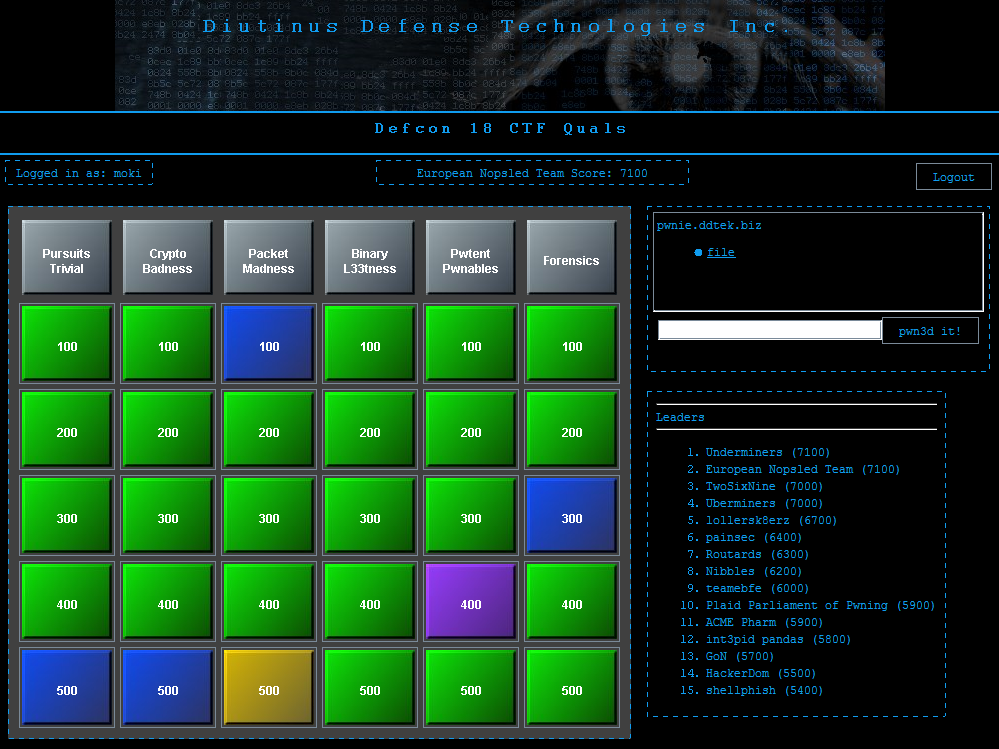 Diutinus Defense Technologies Inc.
Defcon 18 CTF Quals
Logged in as: moki
European Nopsled Team Score: 7100
Logout
Pursuits Trivial
Crypto Badness
Packet Madness
Binary L33tness
Pwtent Pwnables
Forensics
100 100 100 100 100 100
200 200 200 200 200 200
300 300 300 300 300 300
400 400 400 400 400 400
500 500 500 500 500 500
pwnie.ddtek.biz
file
pwn3d it!
Leaders
1. Underminers (7100)
2. European Nopsled Team (7100)
3. TwoSixNine (7000)
4. Uberminers (7000)
5. lollersk8erz (6700)
6. painsec (6400)
7. Routards (6300)
8. Nibbles (6200)
9. teamebfe (6000)
10. Plaid Parliament of Pwning (5900)
11. ACME Pharm (5900)
12. int3pid pandas (5800)
13. GoN (5700)
14. HackerDom (5500)
15. shellphish (5400)